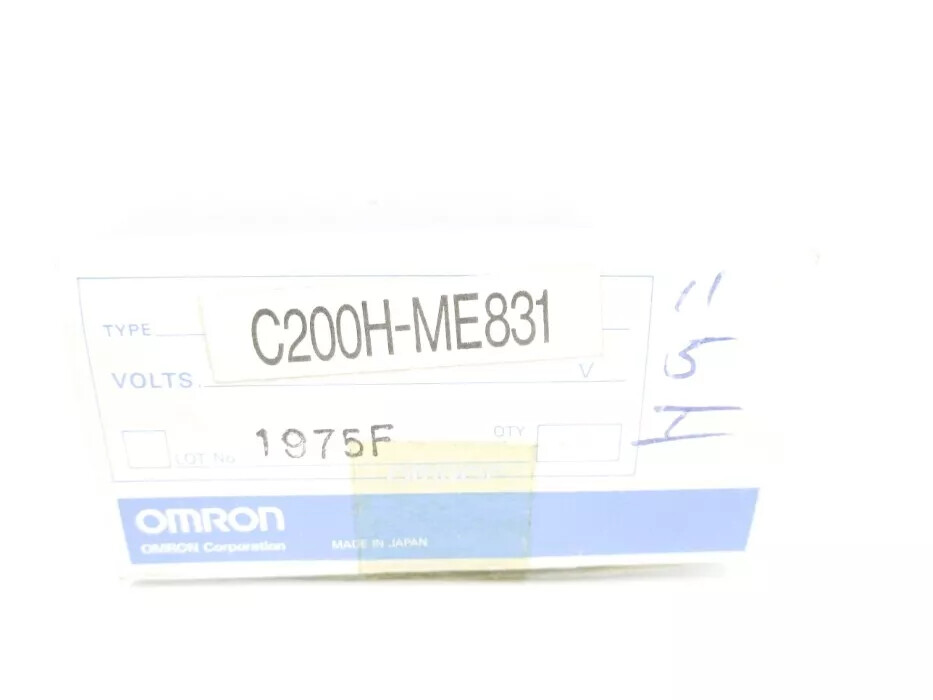 TYPE C200H-ME831
VOLTS V
LOT No 1975F QTY
OMRON
OMRON Corporation MADE IN JAPAN